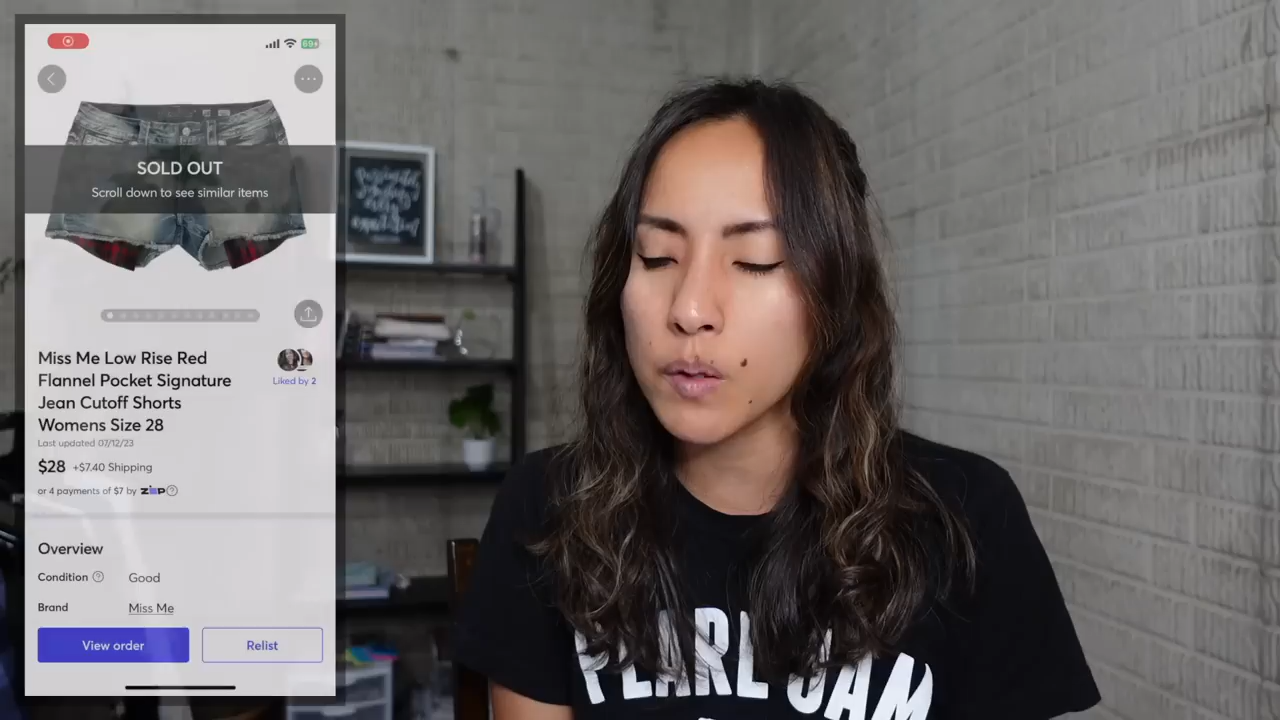 69
SOLD OUT
Scroll down to see similar items
Miss Me Low Rise Red
Flannel Pocket Signature
Jean Cutoff Shorts
Womens Size 28
Liked by 2
Last updated 07/12/23
$28 +$7.40 Shipping
or 4 payments of $7 by ZIP
Overview
Condition Good
Brand Miss Me
View order Relist
PEARL JAM